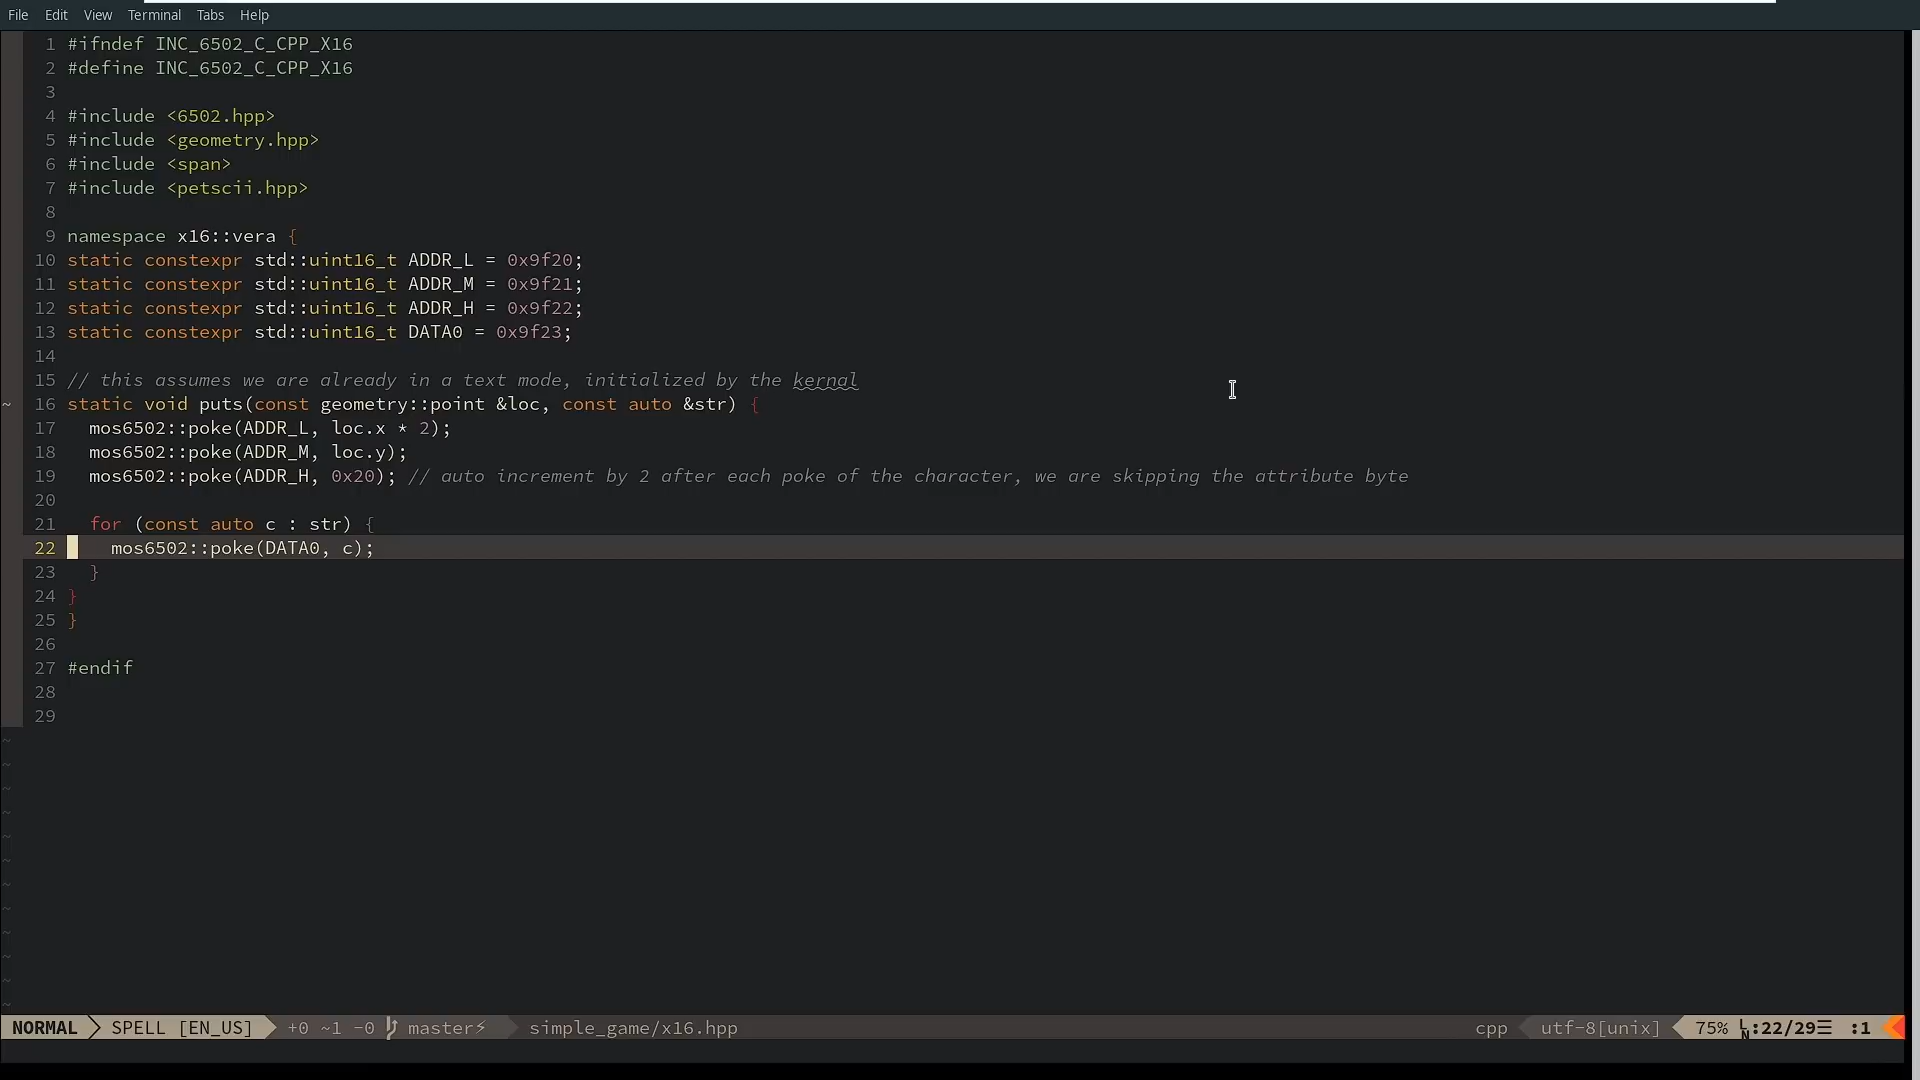 File Edit View Terminal Tabs Help
1 #ifndef INC_6502_C_CPP_X16
2 #define INC_6502_C_CPP_X16
3
4 #include <6502.hpp>
5 #include <geometry.hpp>
6 #include <span>
7 #include <petscii.hpp>
8
9 namespace x16::vera {
10 static constexpr std::uint16_t ADDR_L = 0x9f20;
11 static constexpr std::uint16_t ADDR_M = 0x9f21;
12 static constexpr std::uint16_t ADDR_H = 0x9f22;
13 static constexpr std::uint16_t DATA0 = 0x9f23;
14
15 // this assumes we are already in a text mode, initialized by the kernal
~ 16 static void puts(const geometry::point &loc, const auto &str) {
17   mos6502::poke(ADDR_L, loc.x * 2);
18   mos6502::poke(ADDR_M, loc.y);
19   mos6502::poke(ADDR_H, 0x20); // auto increment by 2 after each poke of the character, we are skipping the attribute byte
20
21   for (const auto c : str) {
22     mos6502::poke(DATA0, c);
23   }
24 }
25 }
26
27 #endif
28
29
~
~
~
~
~
~
~
~
~
~
~
~
NORMAL SPELL [EN_US] +0 ~1 -0 master⚡ simple_game/x16.hpp cpp utf-8[unix] 75% LN:22/29☰ :1